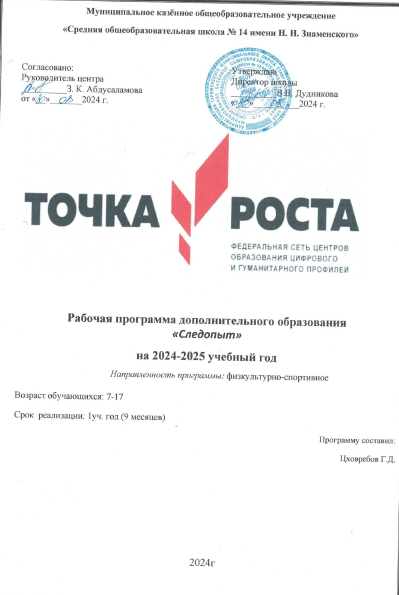 Муниципальное казённое общеобразовательное учреждение
«Средняя общеобразовательная школа № 14 имени Н. Н. Знаменского»
Согласовано:
Руководитель центра
З. К. Абдусаламова
от «30» 08 2024 г.
Утверждаю
Директор школы
В.В. Дудникова
2024 г.
ТОЧКА РОСТА
ФЕДЕРАЛЬНАЯ СЕТЬ ЦЕНТРОВ
ОБРАЗОВАНИЯ ЦИФРОВОГО
И ГУМАНИТАРНОГО ПРОФИЛЕЙ
Рабочая программа дополнительного образования
«Следопыт»
на 2024-2025 учебный год
Направленность программы: физкультурно-спортивное
Возраст обучающихся: 7-17
Срок реализации: 1уч. год (9 месяцев)
Программу составил:
Цховребов Г.Д.
2024г